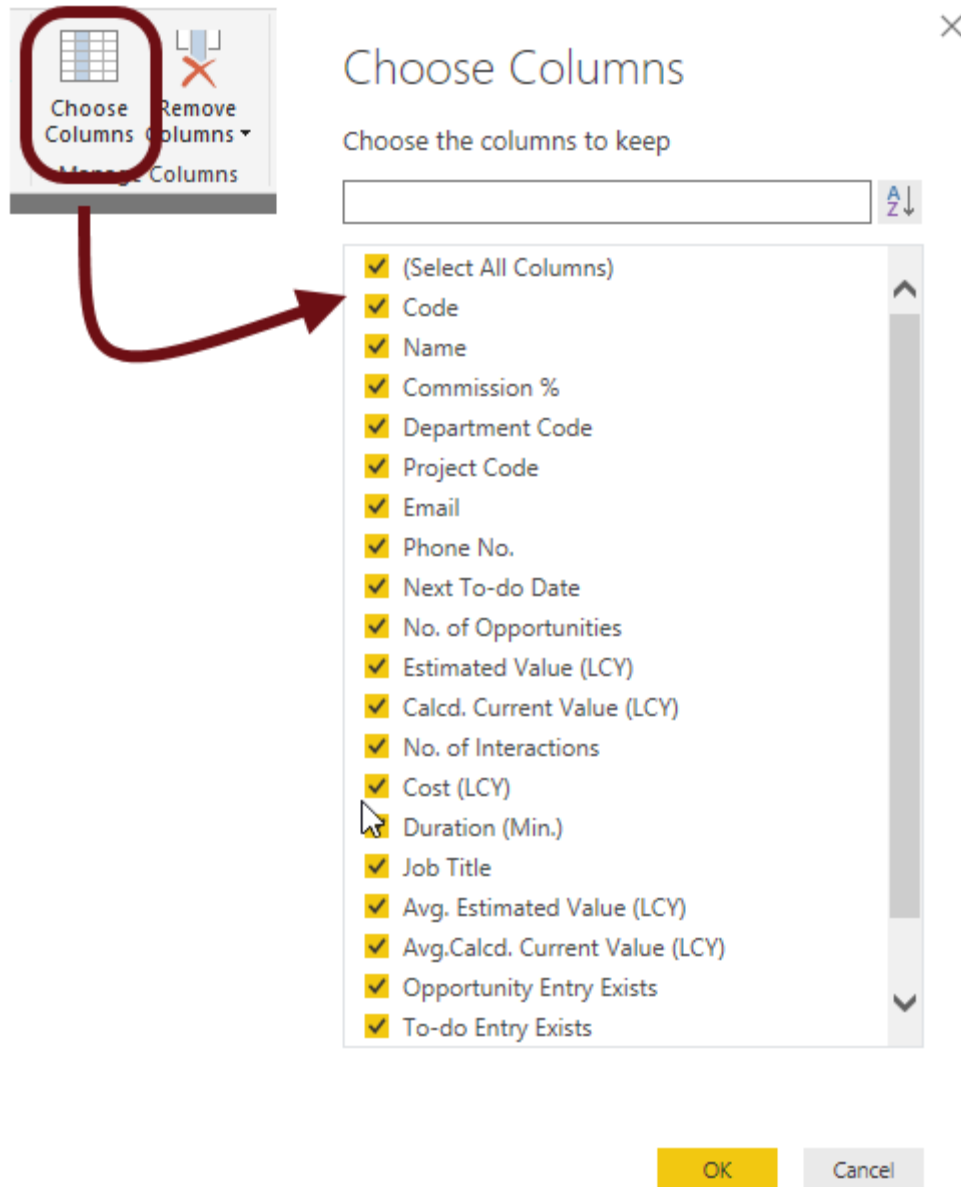 Choose Columns
Remove Columns
Manage Columns
Choose Columns
Choose the columns to keep
A
Z
(Select All Columns)
Code
Name
Commission %
Department Code
Project Code
Email
Phone No.
Next To-do Date
No. of Opportunities
Estimated Value (LCY)
Calcd. Current Value (LCY)
No. of Interactions
Cost (LCY)
Duration (Min.)
Job Title
Avg. Estimated Value (LCY)
Avg.Calcd. Current Value (LCY)
Opportunity Entry Exists
To-do Entry Exists
OK
Cancel